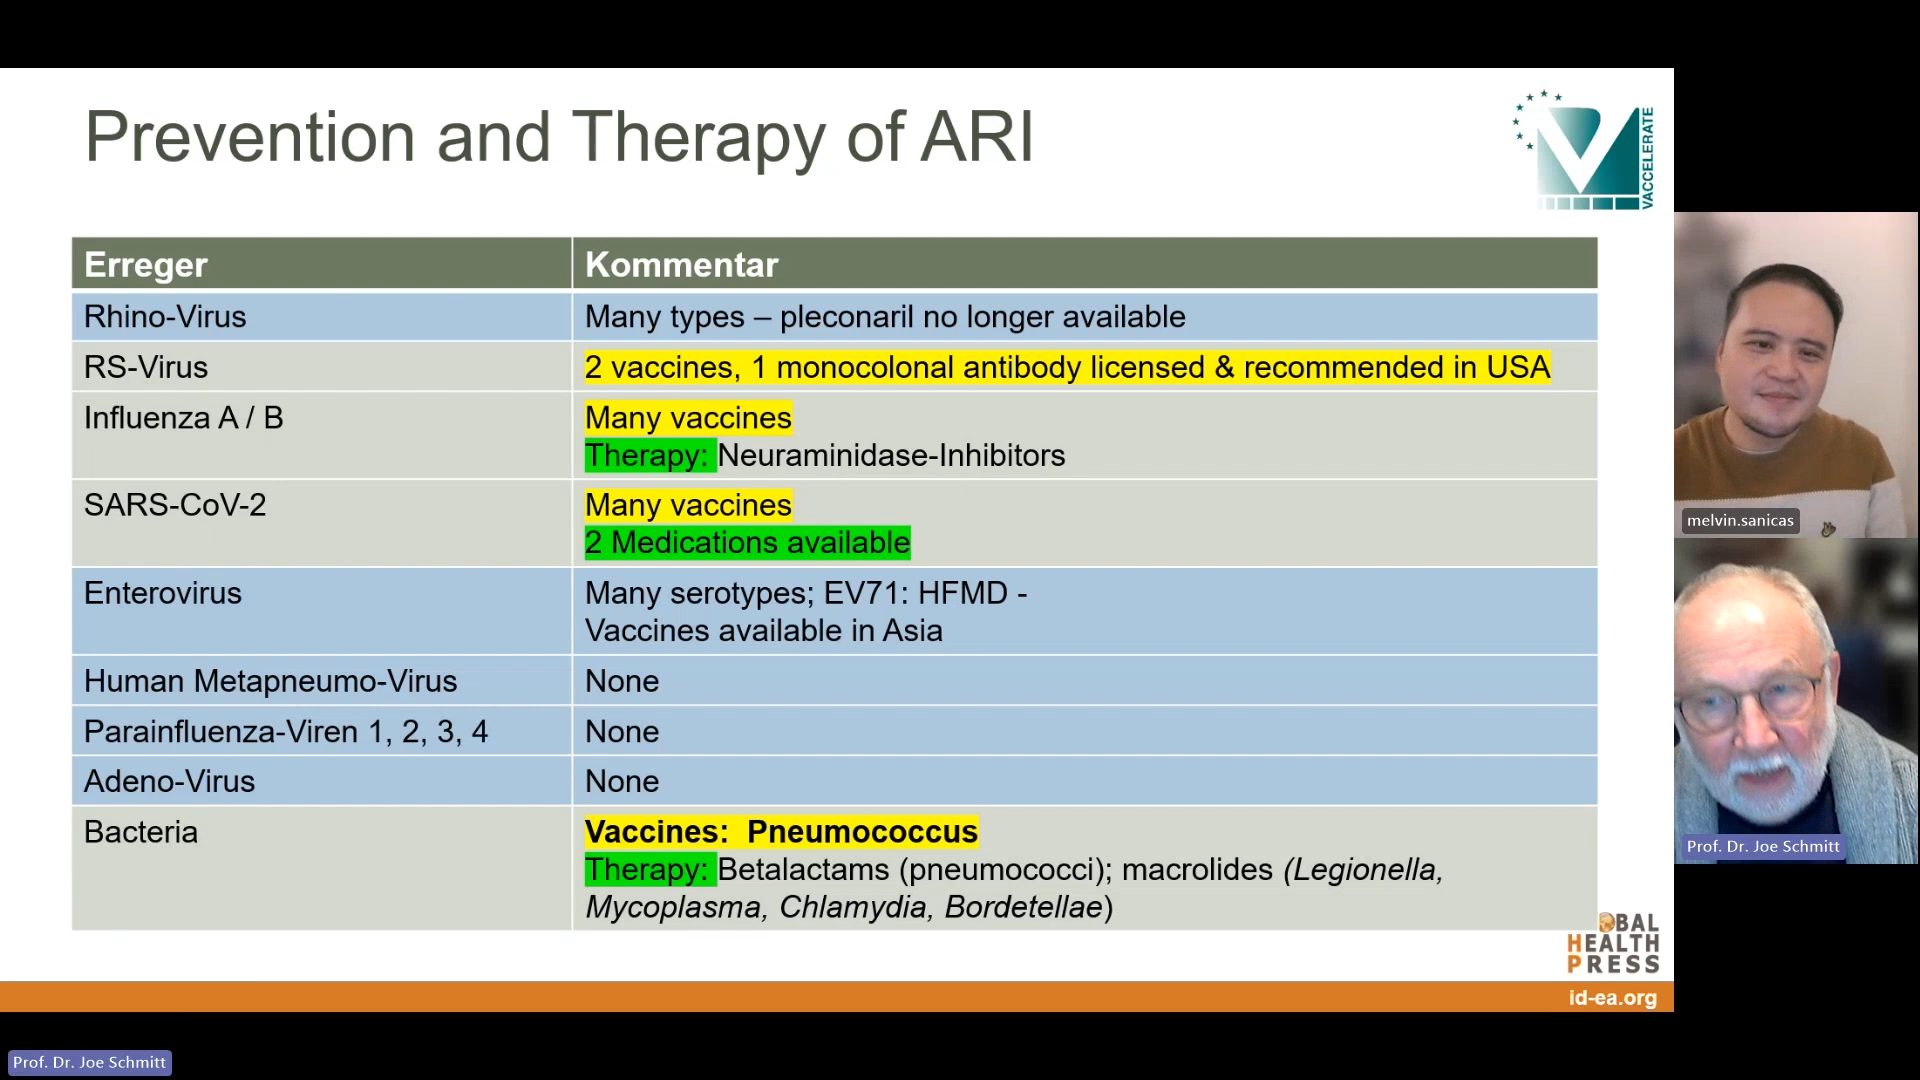 Prevention and Therapy of ARI
VACCELERATE
Erreger
Kommentar
Rhino-Virus
Many types – pleconaril no longer available
RS-Virus
2 vaccines, 1 monocolonal antibody licensed & recommended in USA
Influenza A / B
Many vaccines
Therapy: Neuraminidase-Inhibitors
SARS-CoV-2
Many vaccines
2 Medications available
Enterovirus
Many serotypes; EV71: HFMD -
Vaccines available in Asia
Human Metapneumo-Virus
None
Parainfluenza-Viren 1, 2, 3, 4
None
Adeno-Virus
None
Bacteria
Vaccines: Pneumococcus
Therapy: Betalactams (pneumococci); macrolides (Legionella,
Mycoplasma, Chlamydia, Bordetellae)
BAL
HEALTH
PRESS
id-ea.org
melvin.sanicas
Prof. Dr. Joe Schmitt
Prof. Dr. Joe Schmitt